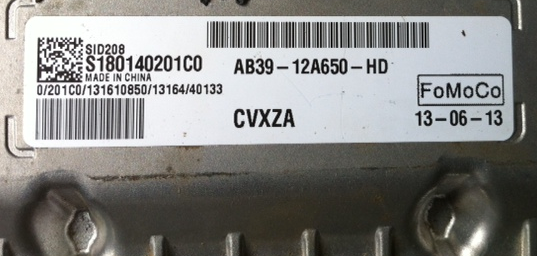 SID208
S180140201C0
MADE IN CHINA
0/201C0/131610850/13164/40133
AB39-12A650-HD
FoMoCo
CVXZA
13-06-13